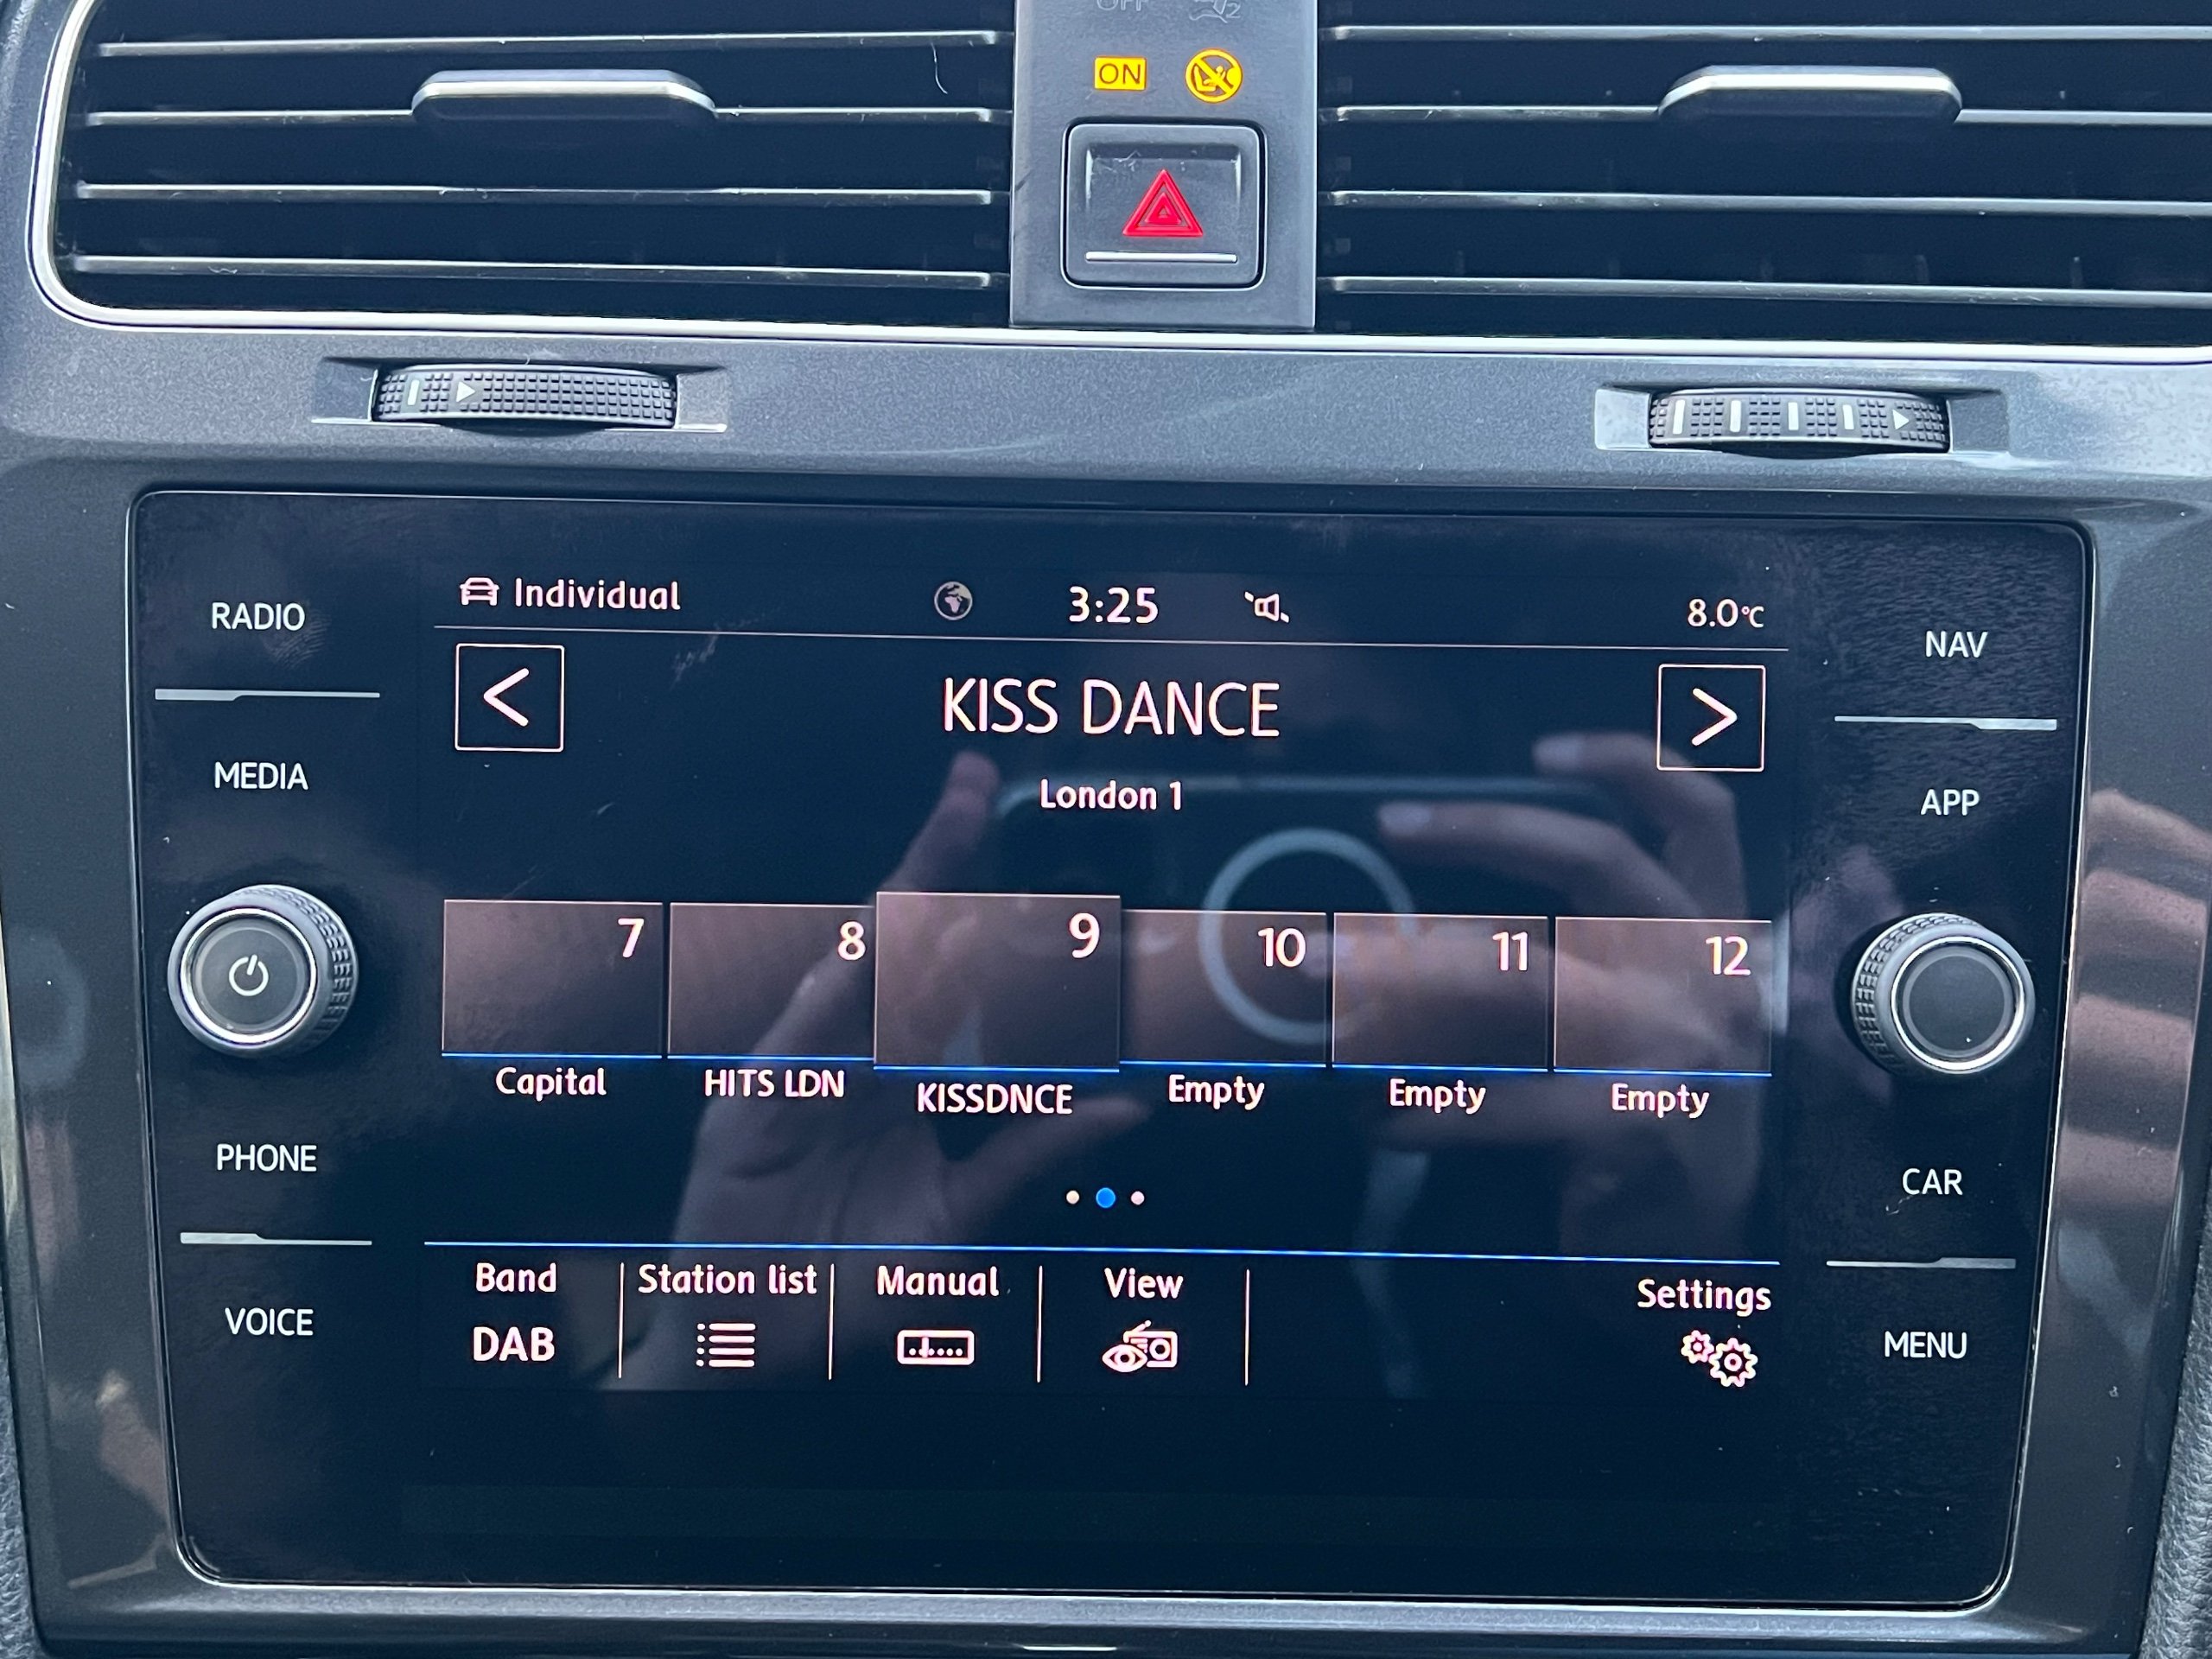 OFF
ON
Individual 3:25 8.0°C
RADIO
NAV
< KISS DANCE >
MEDIA
London 1
APP
7 8 9 10 11 12
Capital HITS LDN KISSDNCE Empty Empty Empty
PHONE
CAR
Band Station list Manual View Settings
VOICE
DAB
MENU